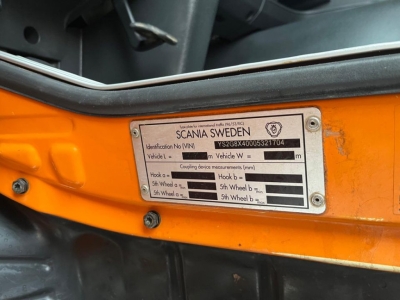 SCANIA SWEDEN
Identification No (VIN) YS2G8X40005321704
Vehicle L = m Vehicle W = m
Coupling device measurements (mm)
Hook a = Hook b =
5th Wheel a = 5th Wheel b =
5th Wheel a = 5th Wheel b =